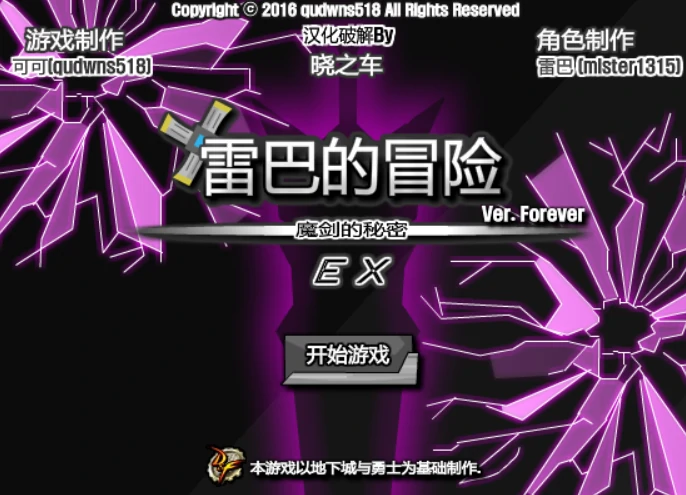 Copyright ⓒ 2016 qudwns518 All Rights Reserved
游戏制作
可可(qudwns518)
汉化破解By
晓之车
角色制作
雷巴(mister1315)
雷巴的冒险
Ver. Forever
魔剑的秘密
EX
开始游戏
本游戏以地下城与勇士为基础制作.